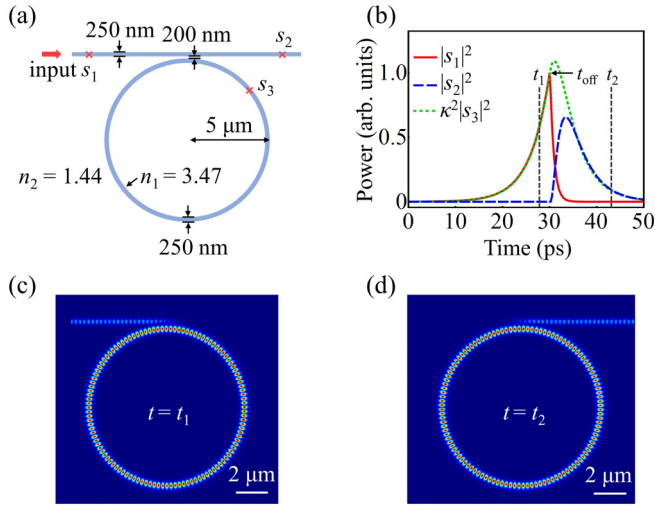 (a)
250 nm 200 nm
input s₁ s₂
s₃
5 μm
n₂ = 1.44 n₁ = 3.47
250 nm
(b)
Power (arb. units)
1.0
0.5
0
|s₁|²
|s₂|²
κ²|s₃|²
t₁ t_off t₂
0 10 20 30 40 50
Time (ps)
(c)
t = t₁
2 μm
(d)
t = t₂
2 μm